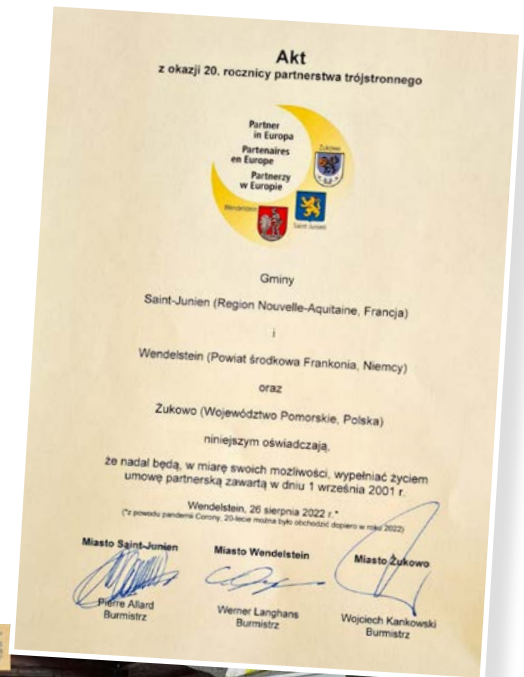 Akt
z okazji 20. rocznicy partnerstwa trójstronnego
Partner
in Europa
Partenaires
en Europe
Partnerzy
w Europie
Żukowo
Wendelstein
Saint-Junien
Gminy
Saint-Junien (Region Nouvelle-Aquitaine, Francja)
i
Wendelstein (Powiat środkowa Frankonia, Niemcy)
oraz
Żukowo (Województwo Pomorskie, Polska)
niniejszym oświadczają,
że nadal będą, w miarę swoich możliwości, wypełniać życiem
umowę partnerską zawartą w dniu 1 września 2001 r.
Wendelstein, 26 sierpnia 2022 r.*
(*z powodu pandemii Corony, 20-lecie można było obchodzić dopiero w roku 2022)
Miasto Saint-Junien Miasto Wendelstein Miasto Żukowo
Pierre Allard Werner Langhans Wojciech Kankowski
Burmistrz Burmistrz Burmistrz